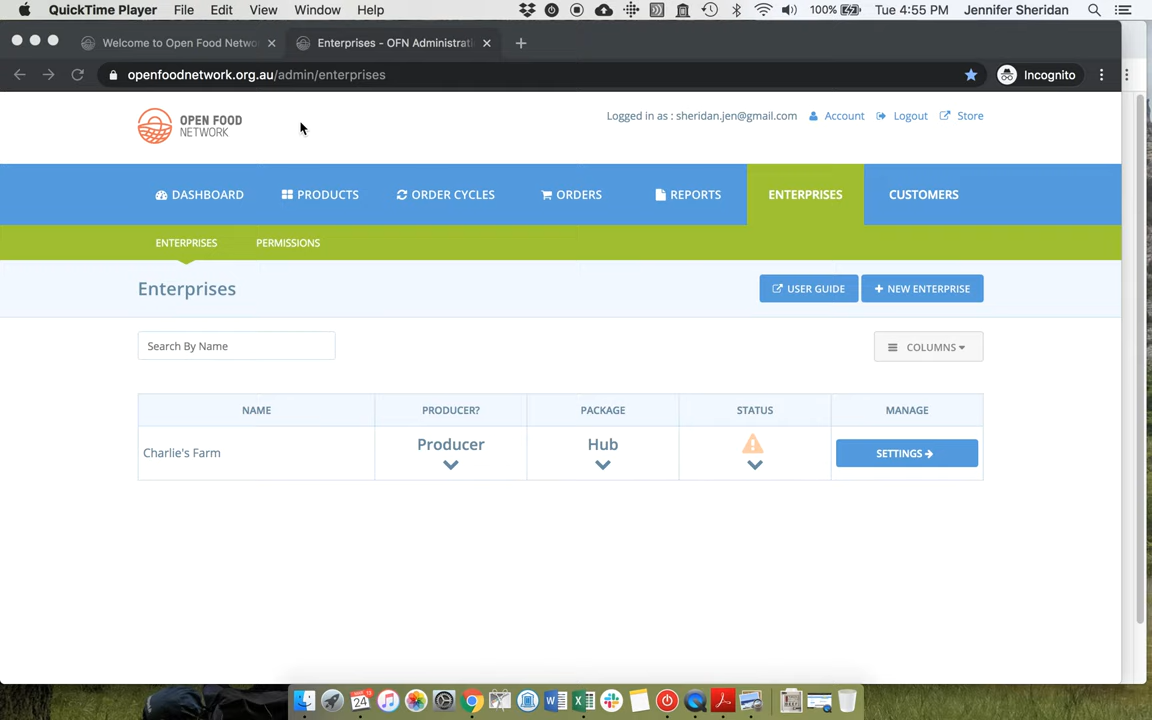 QuickTime Player File Edit View Window Help 100% Tue 4:55 PM Jennifer Sheridan
Welcome to Open Food Netwo Enterprises - OFN Administrati
openfoodnetwork.org.au/admin/enterprises Incognito
OPEN FOOD
NETWORK
Logged in as : sheridan.jen@gmail.com Account Logout Store
DASHBOARD PRODUCTS ORDER CYCLES ORDERS REPORTS ENTERPRISES CUSTOMERS
ENTERPRISES PERMISSIONS
Enterprises USER GUIDE + NEW ENTERPRISE
Search By Name COLUMNS
NAME PRODUCER? PACKAGE STATUS MANAGE
Charlie's Farm Producer Hub SETTINGS